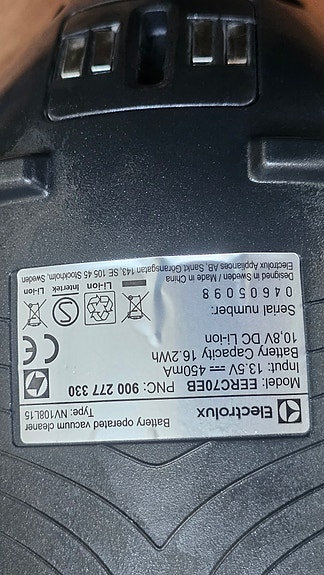 Electrolux
Battery operated vacuum cleaner
Type: NV108L15
Model: EERC70EB PNC: 900 277 330
Input: 13.5V 450mA
Battery Capacity 16.2Wh
10,8V DC Li-ion
CE
Serial number:
04605098
Li-ion Intertek Li-ion
S
Electrolux Appliances AB, Sankt Göransgatan 143, SE 105 45 Stockholm, Sweden
Designed in Sweden / Made in China